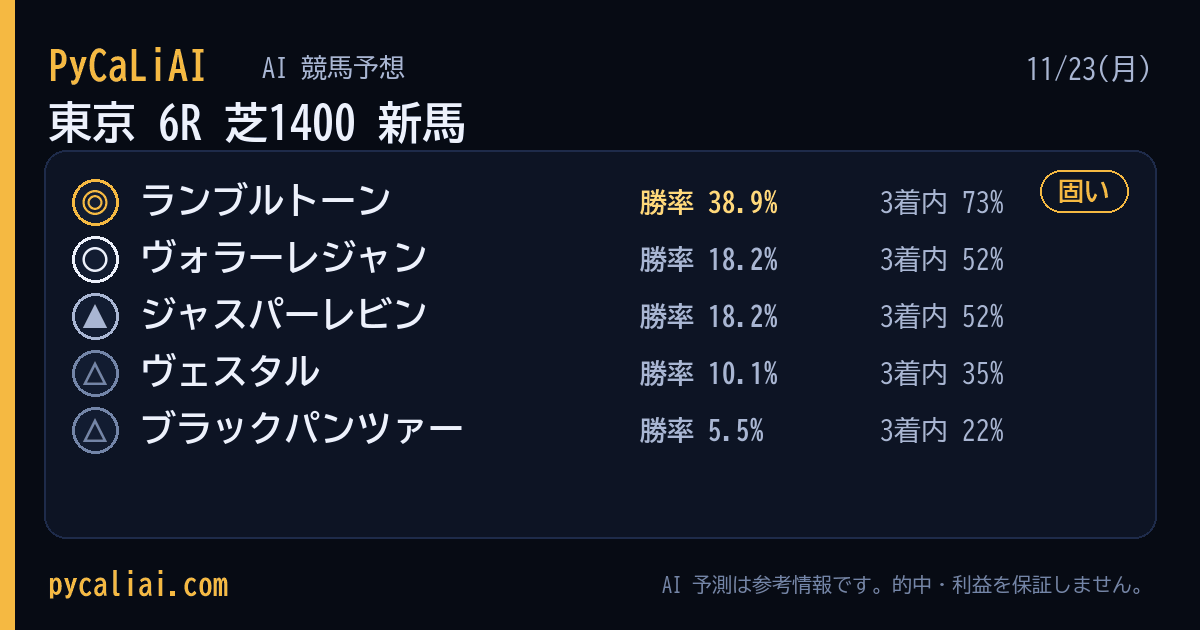 PyCaLiAI AI 競馬予想 11/23(月)
東京 6R 芝1400 新馬
◎ ランブルトーン 勝率 38.9% 3着内 73% 固い
○ ヴォラーレジャン 勝率 18.2% 3着内 52%
▲ ジャスパーレビン 勝率 18.2% 3着内 52%
△ ヴェスタル 勝率 10.1% 3着内 35%
△ ブラックパンツァー 勝率 5.5% 3着内 22%
pycaliai.com AI 予測は参考情報です。的中・利益を保証しません。